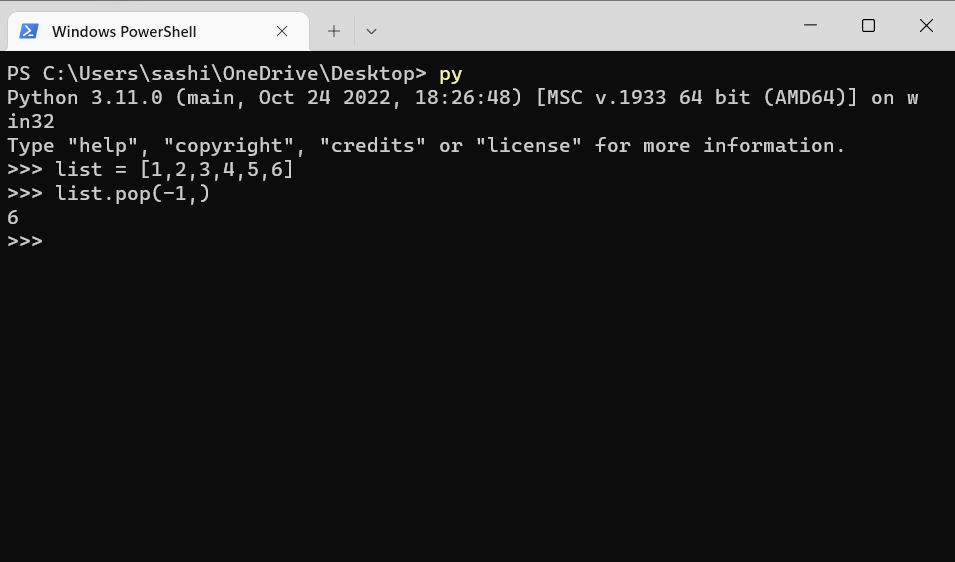 Windows PowerShell
PS C:\Users\sashi\OneDrive\Desktop> py
Python 3.11.0 (main, Oct 24 2022, 18:26:48) [MSC v.1933 64 bit (AMD64)] on w
in32
Type "help", "copyright", "credits" or "license" for more information.
>>> list = [1,2,3,4,5,6]
>>> list.pop(-1,)
6
>>>